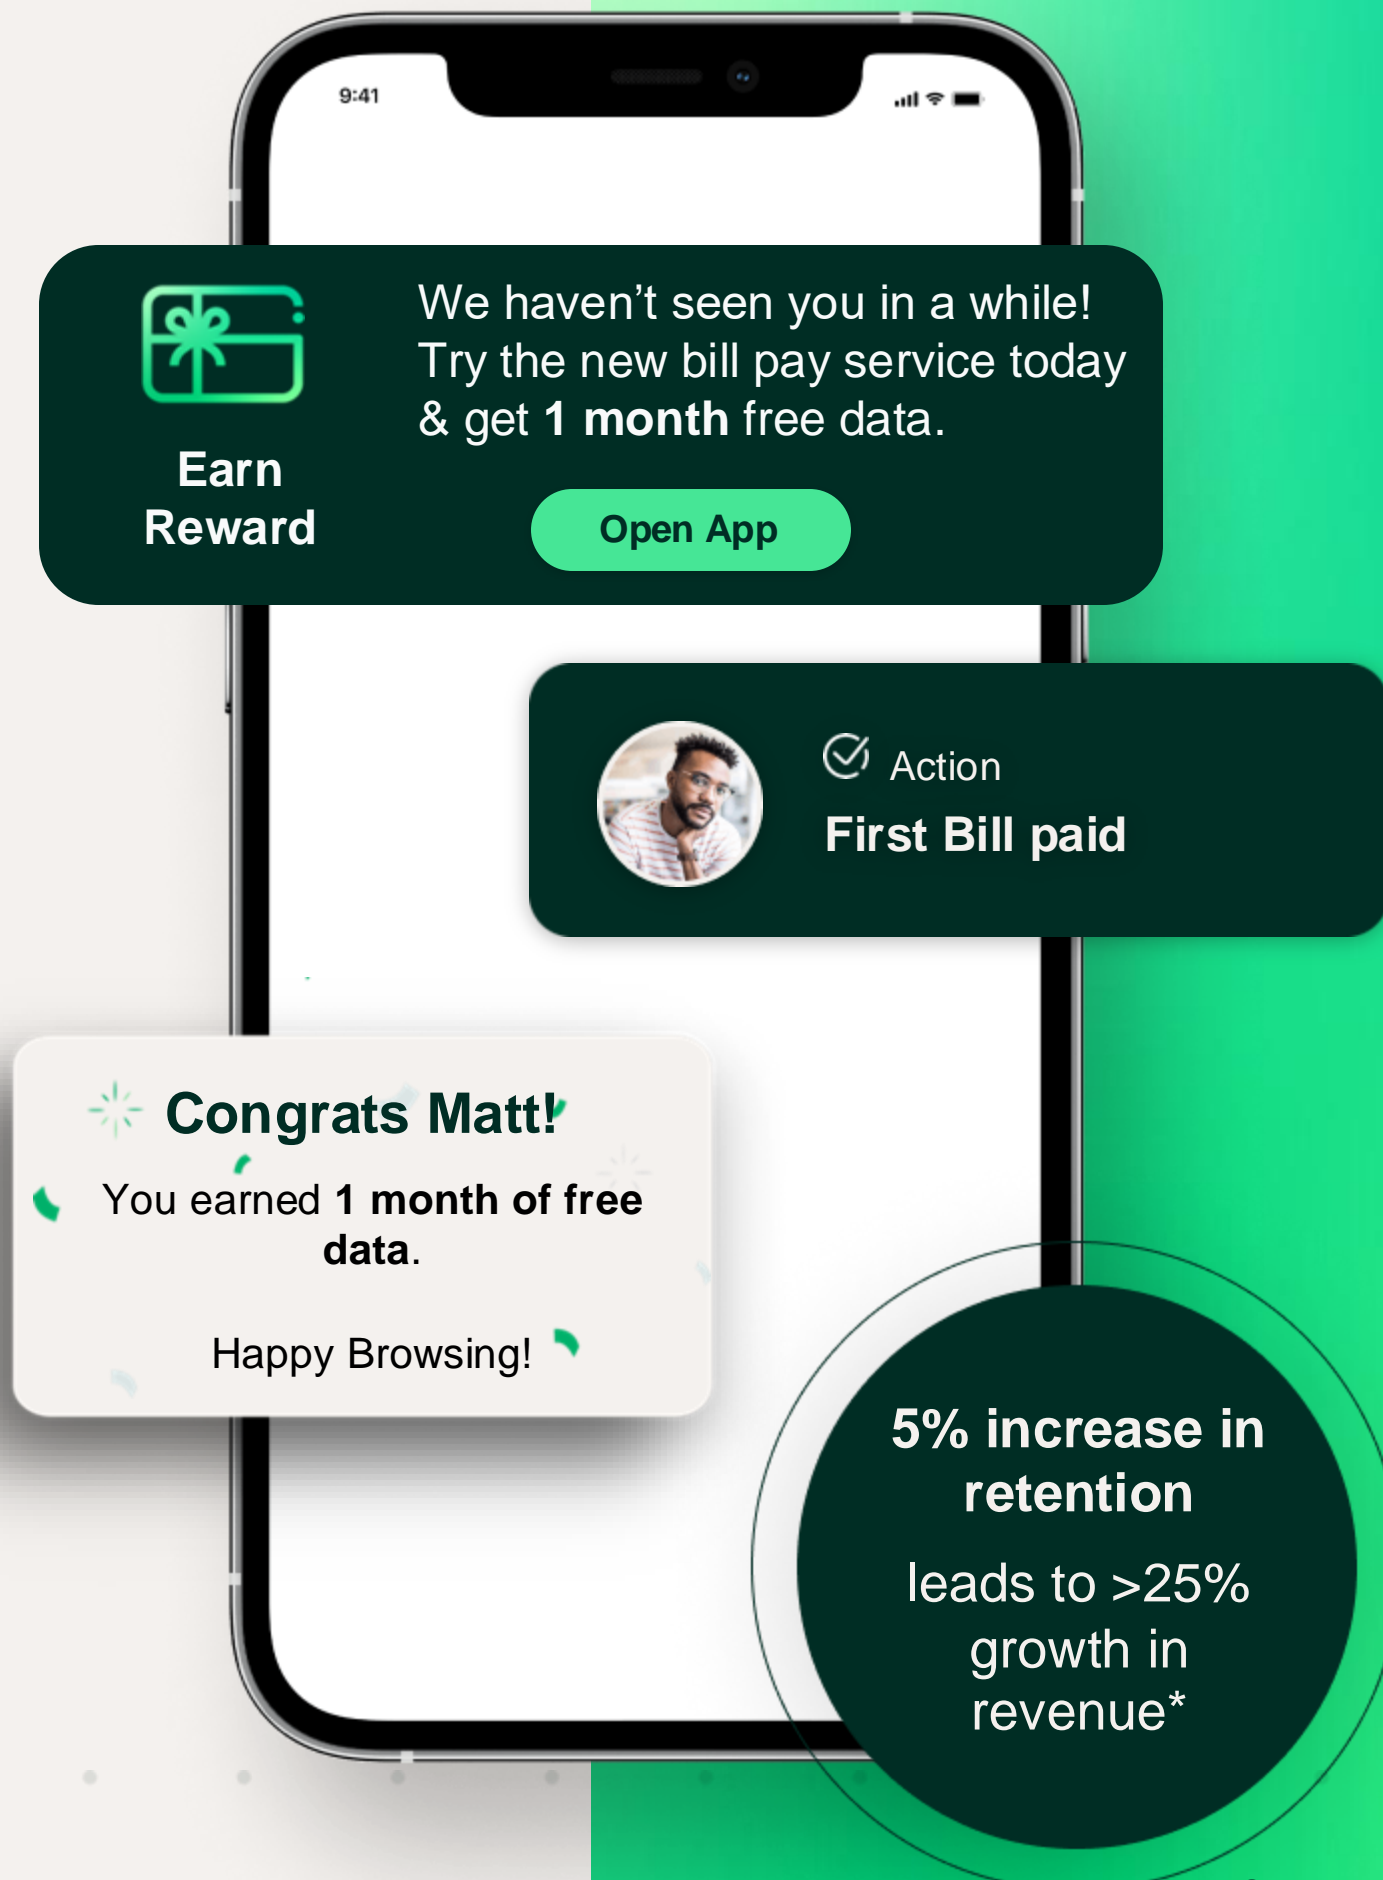 9:41
We haven’t seen you in a while!
Try the new bill pay service today
& get 1 month free data.
Earn
Reward
Open App
Action
First Bill paid
Congrats Matt!
You earned 1 month of free
data.
Happy Browsing!
5% increase in
retention
leads to >25%
growth in
revenue*